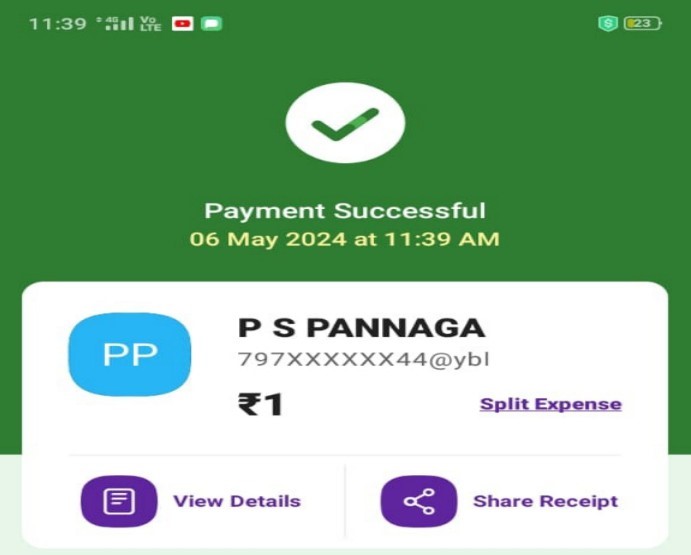 11:39 4G Vo LTE 23
Payment Successful
06 May 2024 at 11:39 AM
PP
P S PANNAGA
797XXXXXX44@ybl
₹1
Split Expense
View Details
Share Receipt